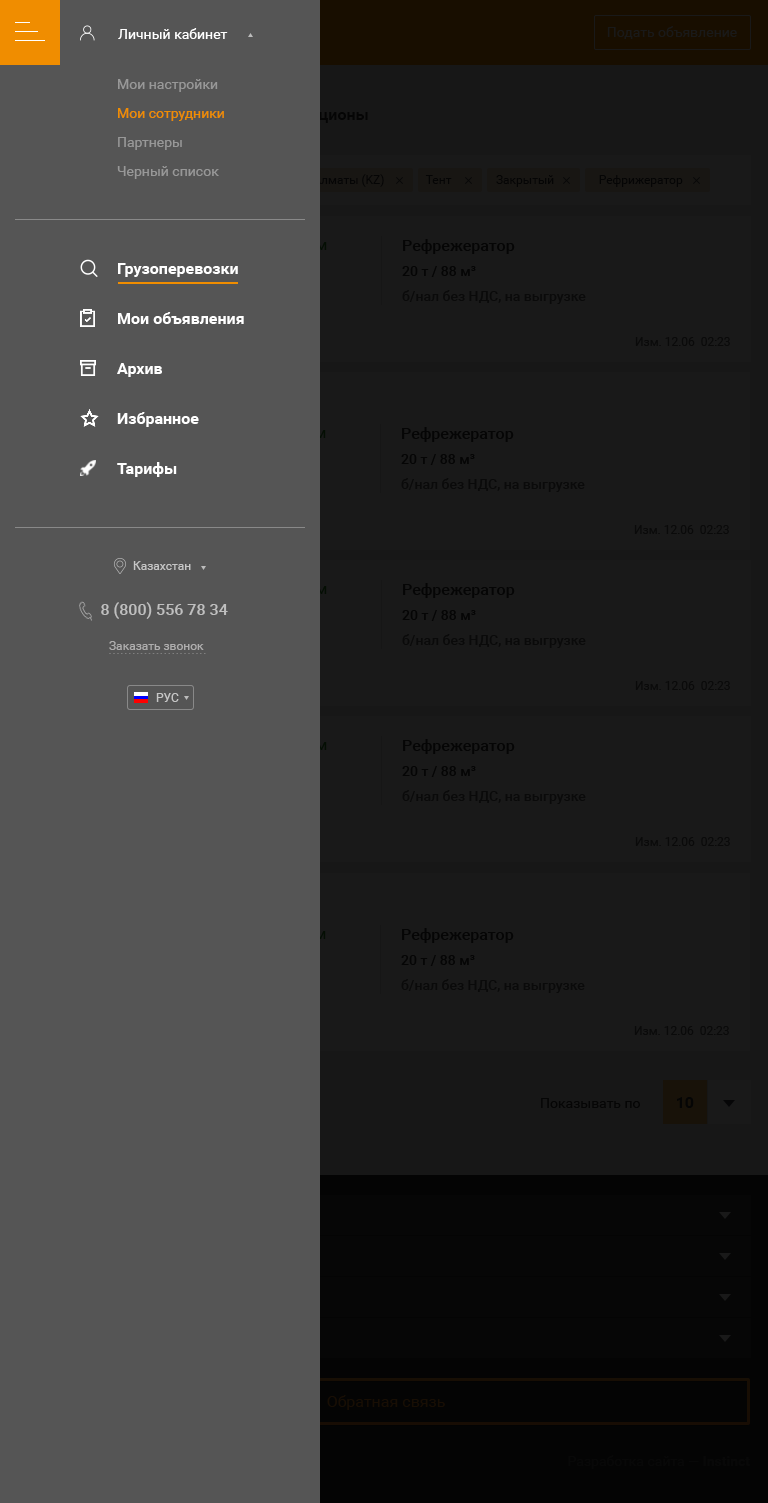 Личный кабинет
Подать объявление
Мои настройки
Мои сотрудники
Партнеры
Черный список
Грузоперевозки
Мои объявления
Архив
Избранное
Тарифы
Казахстан
8 (800) 556 78 34
Заказать звонок
РУС
(KZ)
Тент
Закрытый
Рефрижератор
Рефрежератор
20 т / 88 м³
б/нал без НДС, на выгрузке
Изм. 12.06 02:23
Рефрежератор
20 т / 88 м³
б/нал без НДС, на выгрузке
Изм. 12.06 02:23
Рефрежератор
20 т / 88 м³
б/нал без НДС, на выгрузке
Изм. 12.06 02:23
Рефрежератор
20 т / 88 м³
б/нал без НДС, на выгрузке
Изм. 12.06 02:23
Рефрежератор
20 т / 88 м³
б/нал без НДС, на выгрузке
Изм. 12.06 02:23
Показывать по 10
Обратная связь